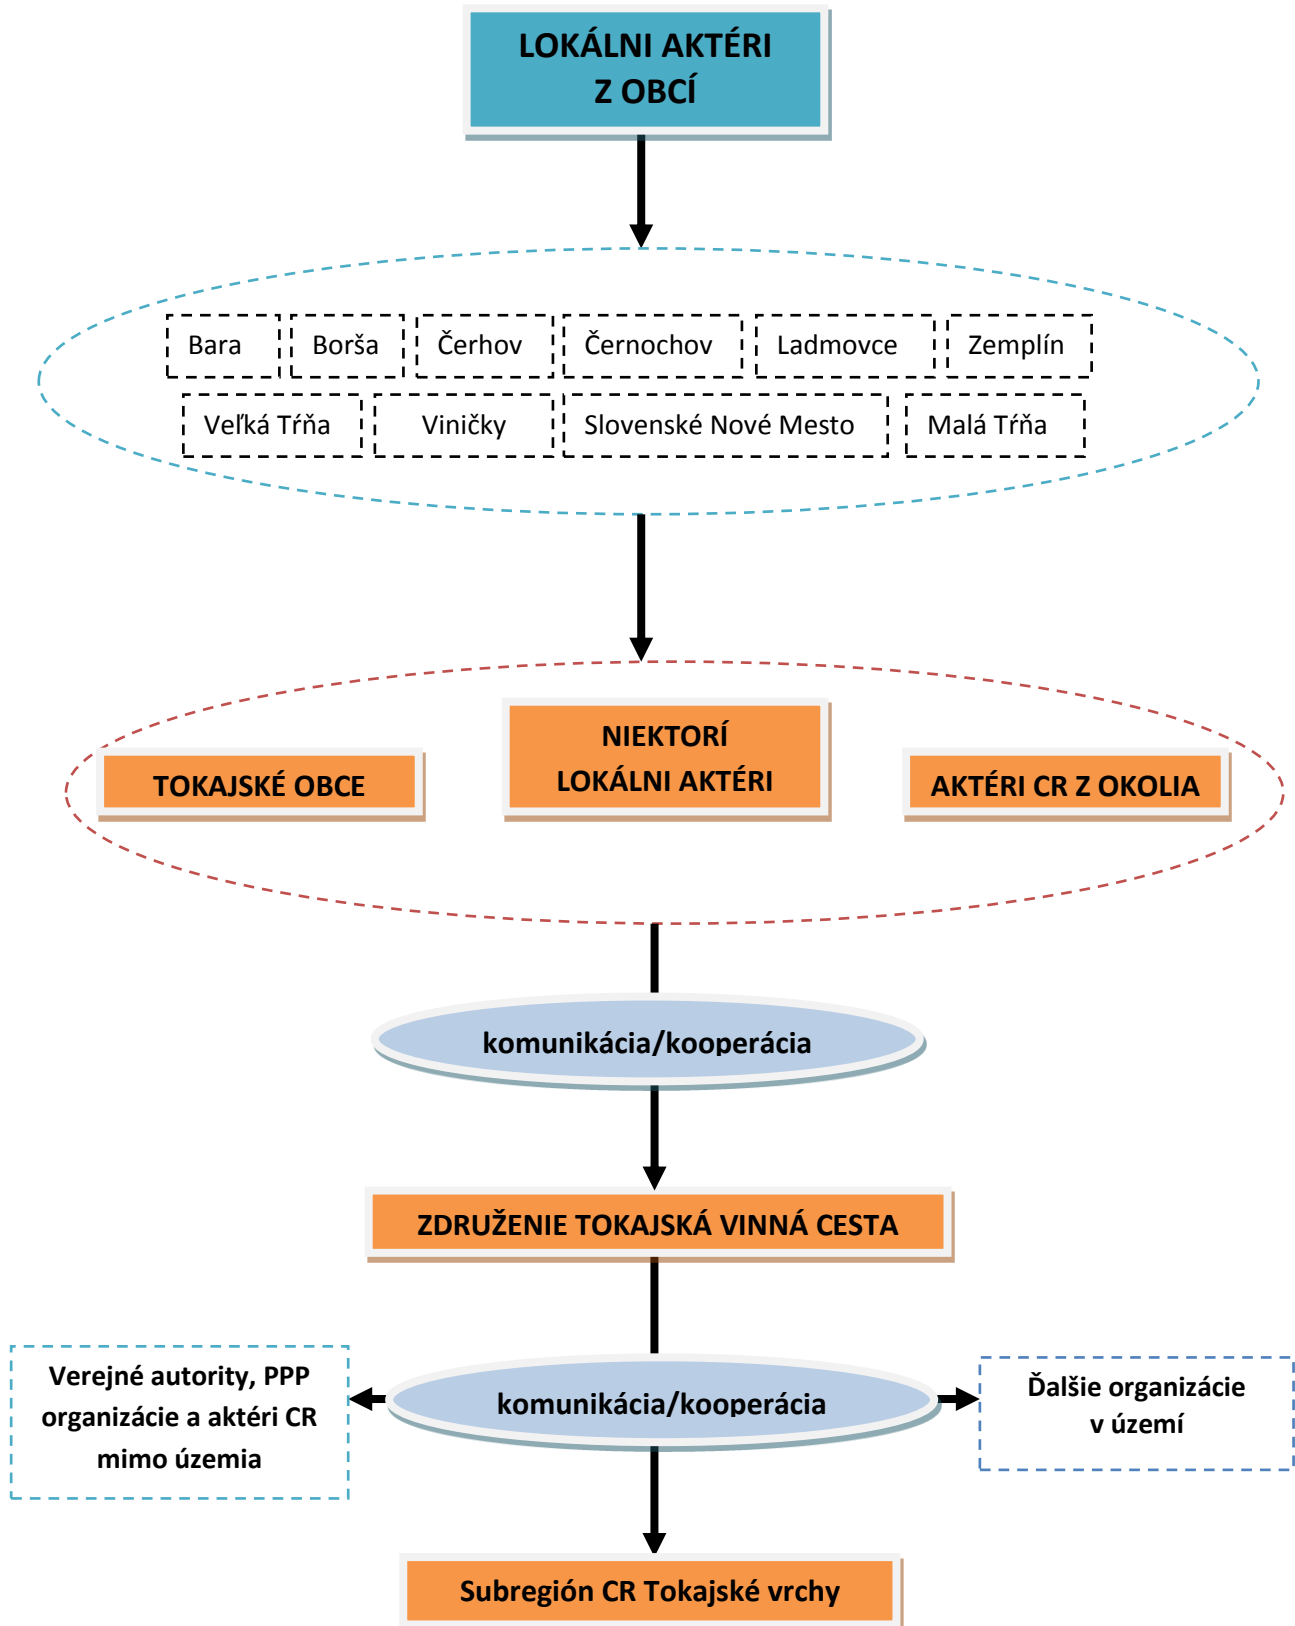 LOKÁLNI AKTÉRI
Z OBCÍ
Bara
Borša
Čerhov
Černochov
Ladmovce
Zemplín
Veľká Tŕňa
Viničky
Slovenské Nové Mesto
Malá Tŕňa
NIEKTORÍ
LOKÁLNI AKTÉRI
TOKAJSKÉ OBCE
AKTÉRI CR Z OKOLIA
komunikácia/kooperácia
ZDRUŽENIE TOKAJSKÁ VINNÁ CESTA
Verejné autority, PPP
organizácie a aktéri CR
mimo územia
komunikácia/kooperácia
Ďalšie organizácie
v území
Subregión CR Tokajské vrchy